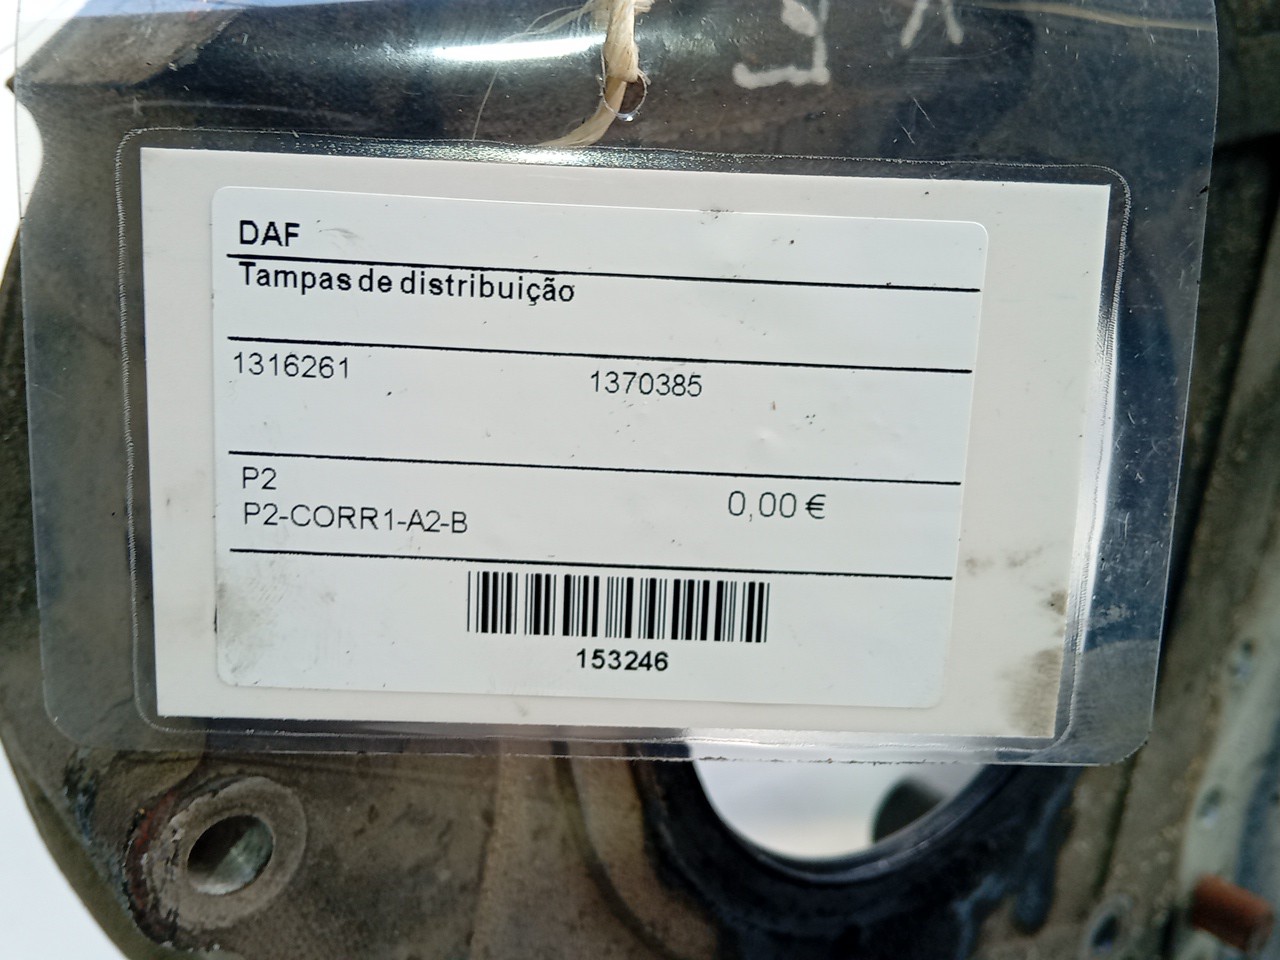 DAF
Tampas de distribuição
1316261 1370385
P2
P2-CORR1-A2-B 0,00 €
153246